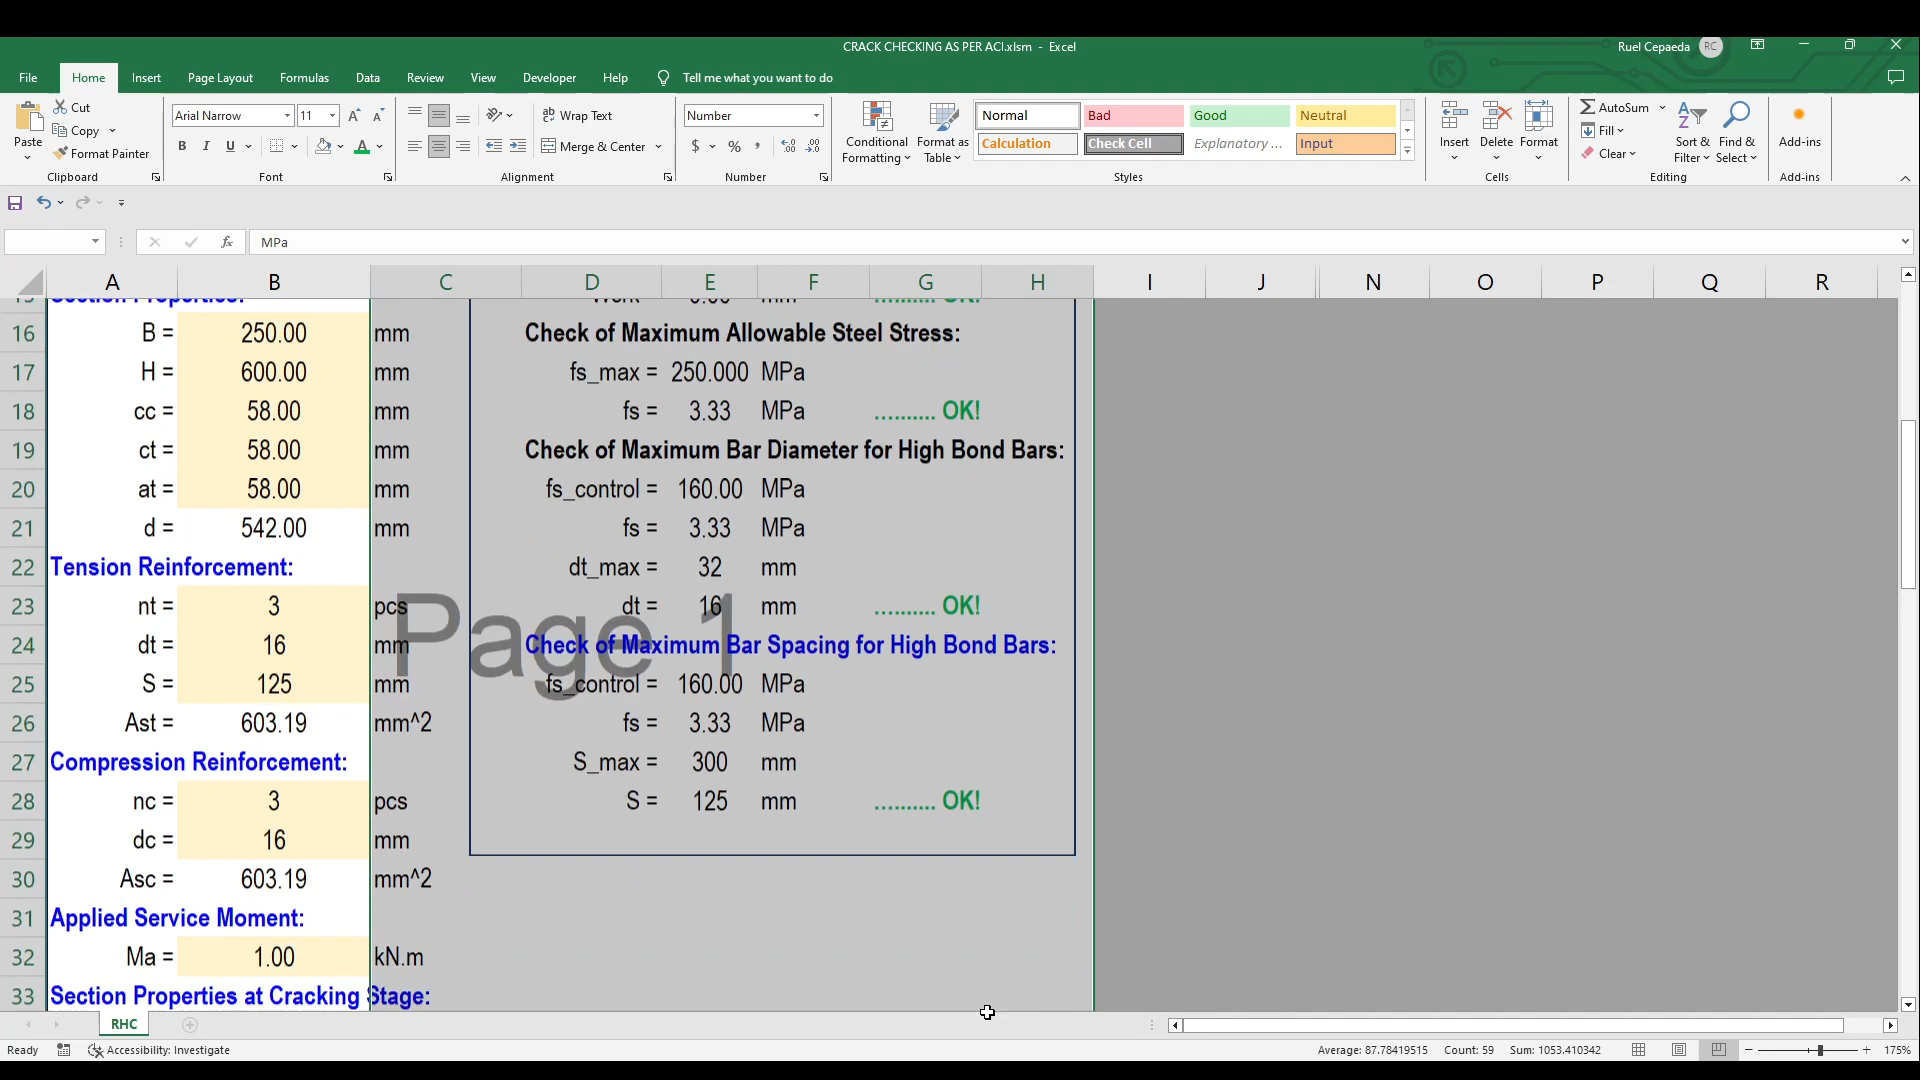 CRACK CHECKING AS PER ACI.xlsm - Excel
Ruel Cepaeda RC
File Home Insert Page Layout Formulas Data Review View Developer Help Tell me what you want to do
Paste Cut Copy Format Painter Clipboard
Arial Narrow 11 Font
Wrap Text Merge & Center Alignment
Number $ % , Number
Conditional Formatting Format as Table
Normal Bad Good Neutral
Calculation Check Cell Explanatory ... Input
Styles
Insert Delete Format Cells
AutoSum Fill Clear Sort & Filter Find & Select Editing
Add-ins Add-ins
fx MPa
A B C D E F G H I J N O P Q R
16 B = 250.00 mm Check of Maximum Allowable Steel Stress:
17 H = 600.00 mm fs_max = 250.000 MPa
18 cc = 58.00 mm fs = 3.33 MPa .......... OK!
19 ct = 58.00 mm Check of Maximum Bar Diameter for High Bond Bars:
20 at = 58.00 mm fs_control = 160.00 MPa
21 d = 542.00 mm fs = 3.33 MPa
22 Tension Reinforcement: dt_max = 32 mm
23 nt = 3 pcs dt = 16 mm .......... OK!
Page 1
24 dt = 16 mm Check of Maximum Bar Spacing for High Bond Bars:
25 S = 125 mm fs_control = 160.00 MPa
26 Ast = 603.19 mm^2 fs = 3.33 MPa
27 Compression Reinforcement: S_max = 300 mm
28 nc = 3 pcs S = 125 mm .......... OK!
29 dc = 16 mm
30 Asc = 603.19 mm^2
31 Applied Service Moment:
32 Ma = 1.00 kN.m
33 Section Properties at Cracking Stage:
RHC
Ready Accessibility: Investigate Average: 87.78419515 Count: 59 Sum: 1053.410342 175%